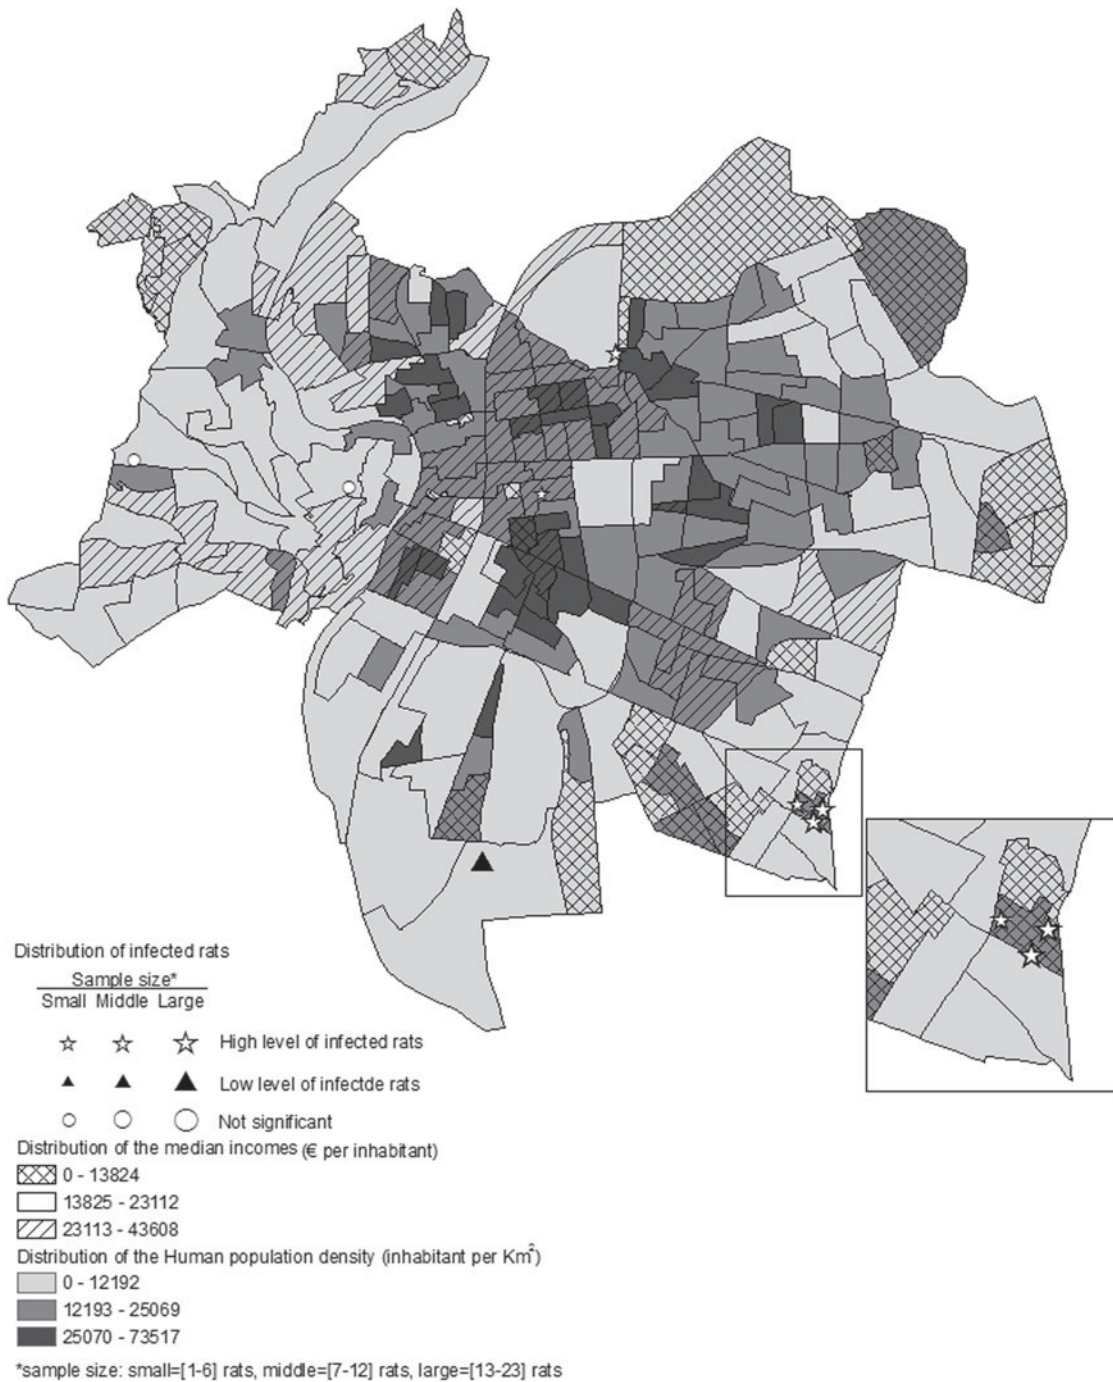 Distribution of infected rats
Sample size*
Small Middle Large
High level of infected rats
Low level of infectde rats
Not significant
Distribution of the median incomes (€ per inhabitant)
0 - 13824
13825 - 23112
23113 - 43608
Distribution of the Human population density (inhabitant per Km²)
0 - 12192
12193 - 25069
25070 - 73517
*sample size: small=[1-6] rats, middle=[7-12] rats, large=[13-23] rats